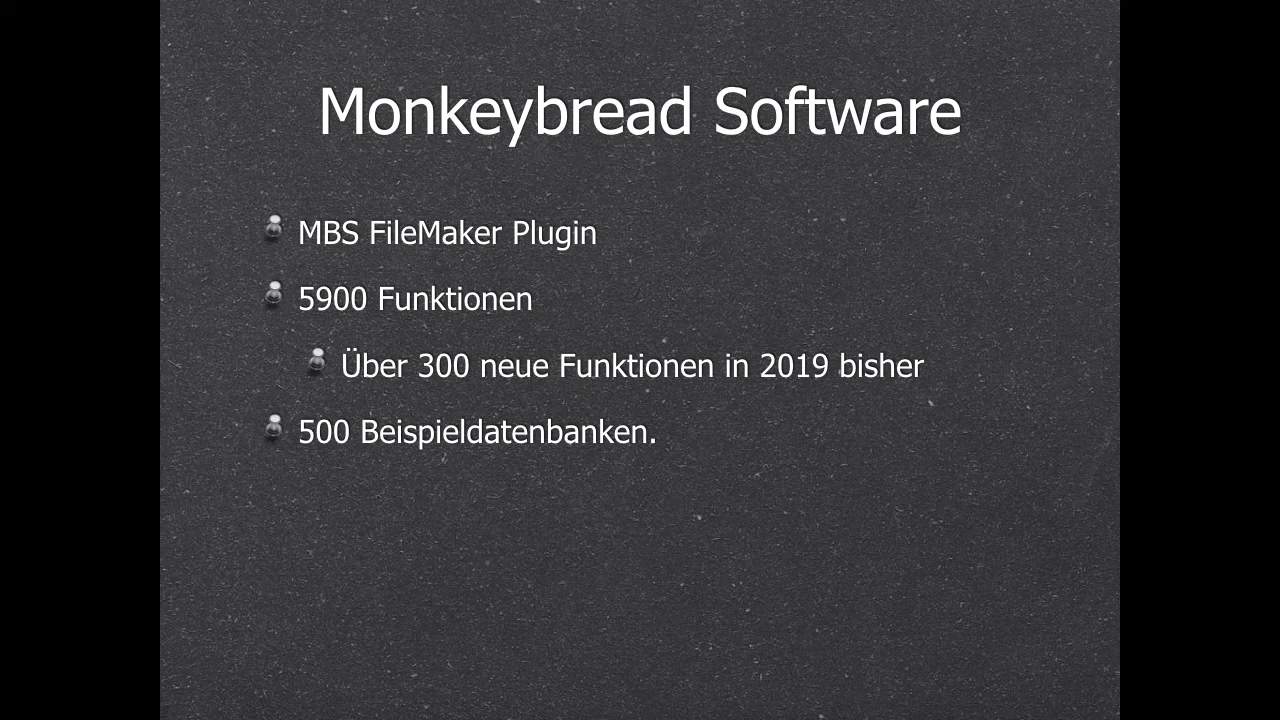 Monkeybread Software
MBS FileMaker Plugin
5900 Funktionen
Über 300 neue Funktionen in 2019 bisher
500 Beispieldatenbanken.